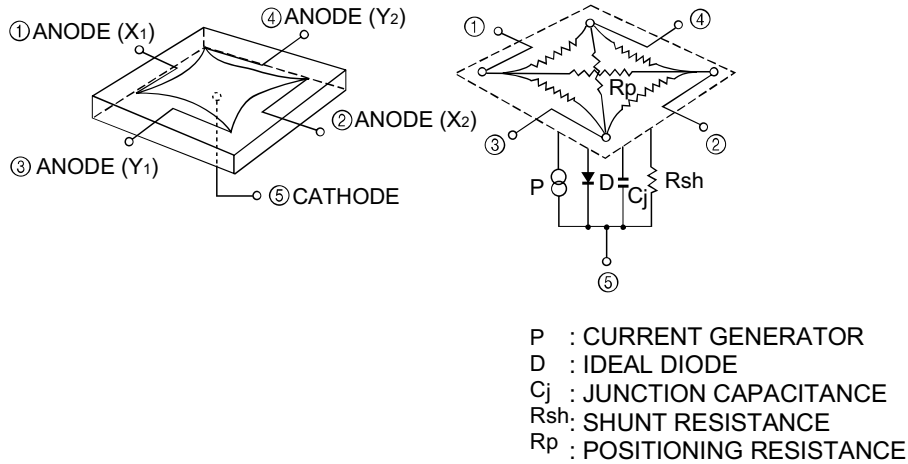 ①ANODE (X1)
④ANODE (Y2)
②ANODE (X2)
③ ANODE (Y1)
⑤CATHODE
①
④
Rp
③
②
P
D
Cj
Rsh
⑤
P : CURRENT GENERATOR
D : IDEAL DIODE
Cj : JUNCTION CAPACITANCE
Rsh: SHUNT RESISTANCE
Rp : POSITIONING RESISTANCE